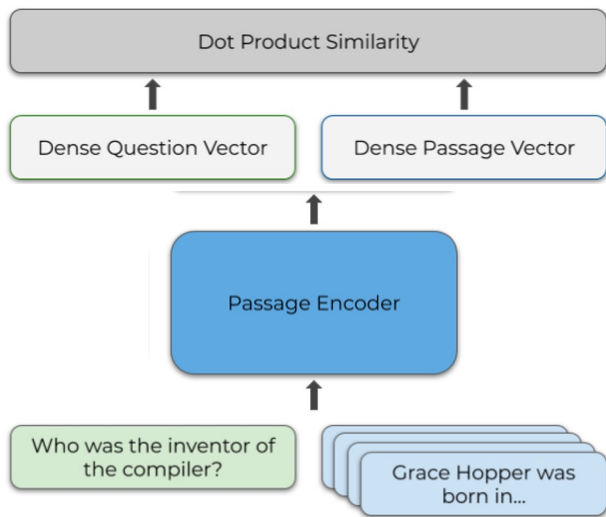 Dot Product Similarity
Dense Question Vector
Dense Passage Vector
Passage Encoder
Who was the inventor of
the compiler?
Grace Hopper was
born in...